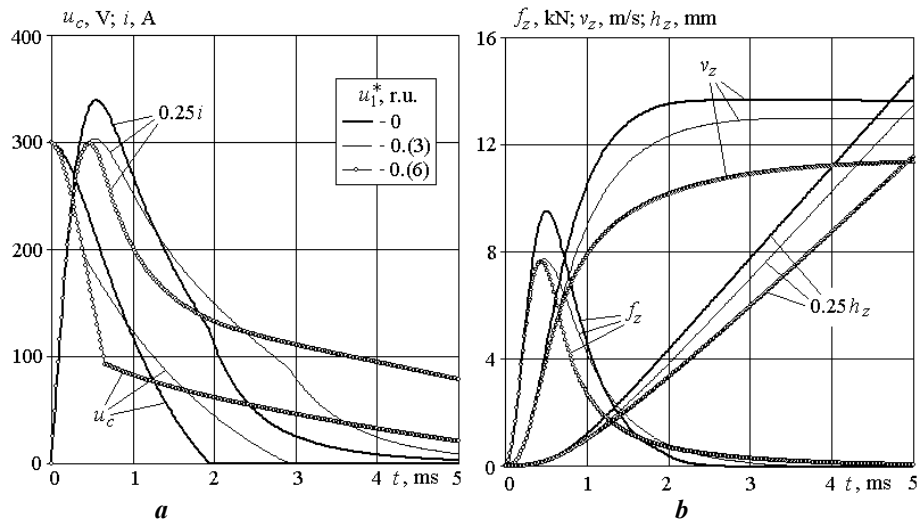 u_c, V; i, A
400
300
200
100
0
0 1 2 3 4 t, ms 5
0.25i
u_1^*, r.u.
- 0
- 0.(3)
- 0.(6)
u_c
a
f_z, kN; v_z, m/s; h_z, mm
16
12
8
4
0
0 1 2 3 4 t, ms 5
v_z
f_z
0.25h_z
b